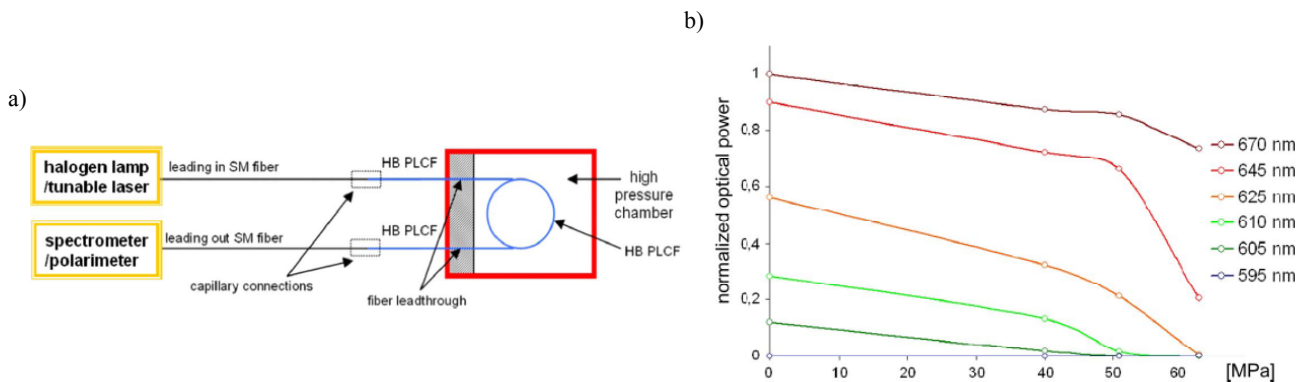 a)
halogen lamp
/tunable laser
leading in SM fiber
HB PLCF
spectrometer
/polarimeter
leading out SM fiber
HB PLCF
capillary connections
fiber leadthrough
high
pressure
chamber
HB PLCF
b)
normalized optical power
1
0,8
0,6
0,4
0,2
0
0 10 20 30 40 50 60 [MPa]
670 nm
645 nm
625 nm
610 nm
605 nm
595 nm